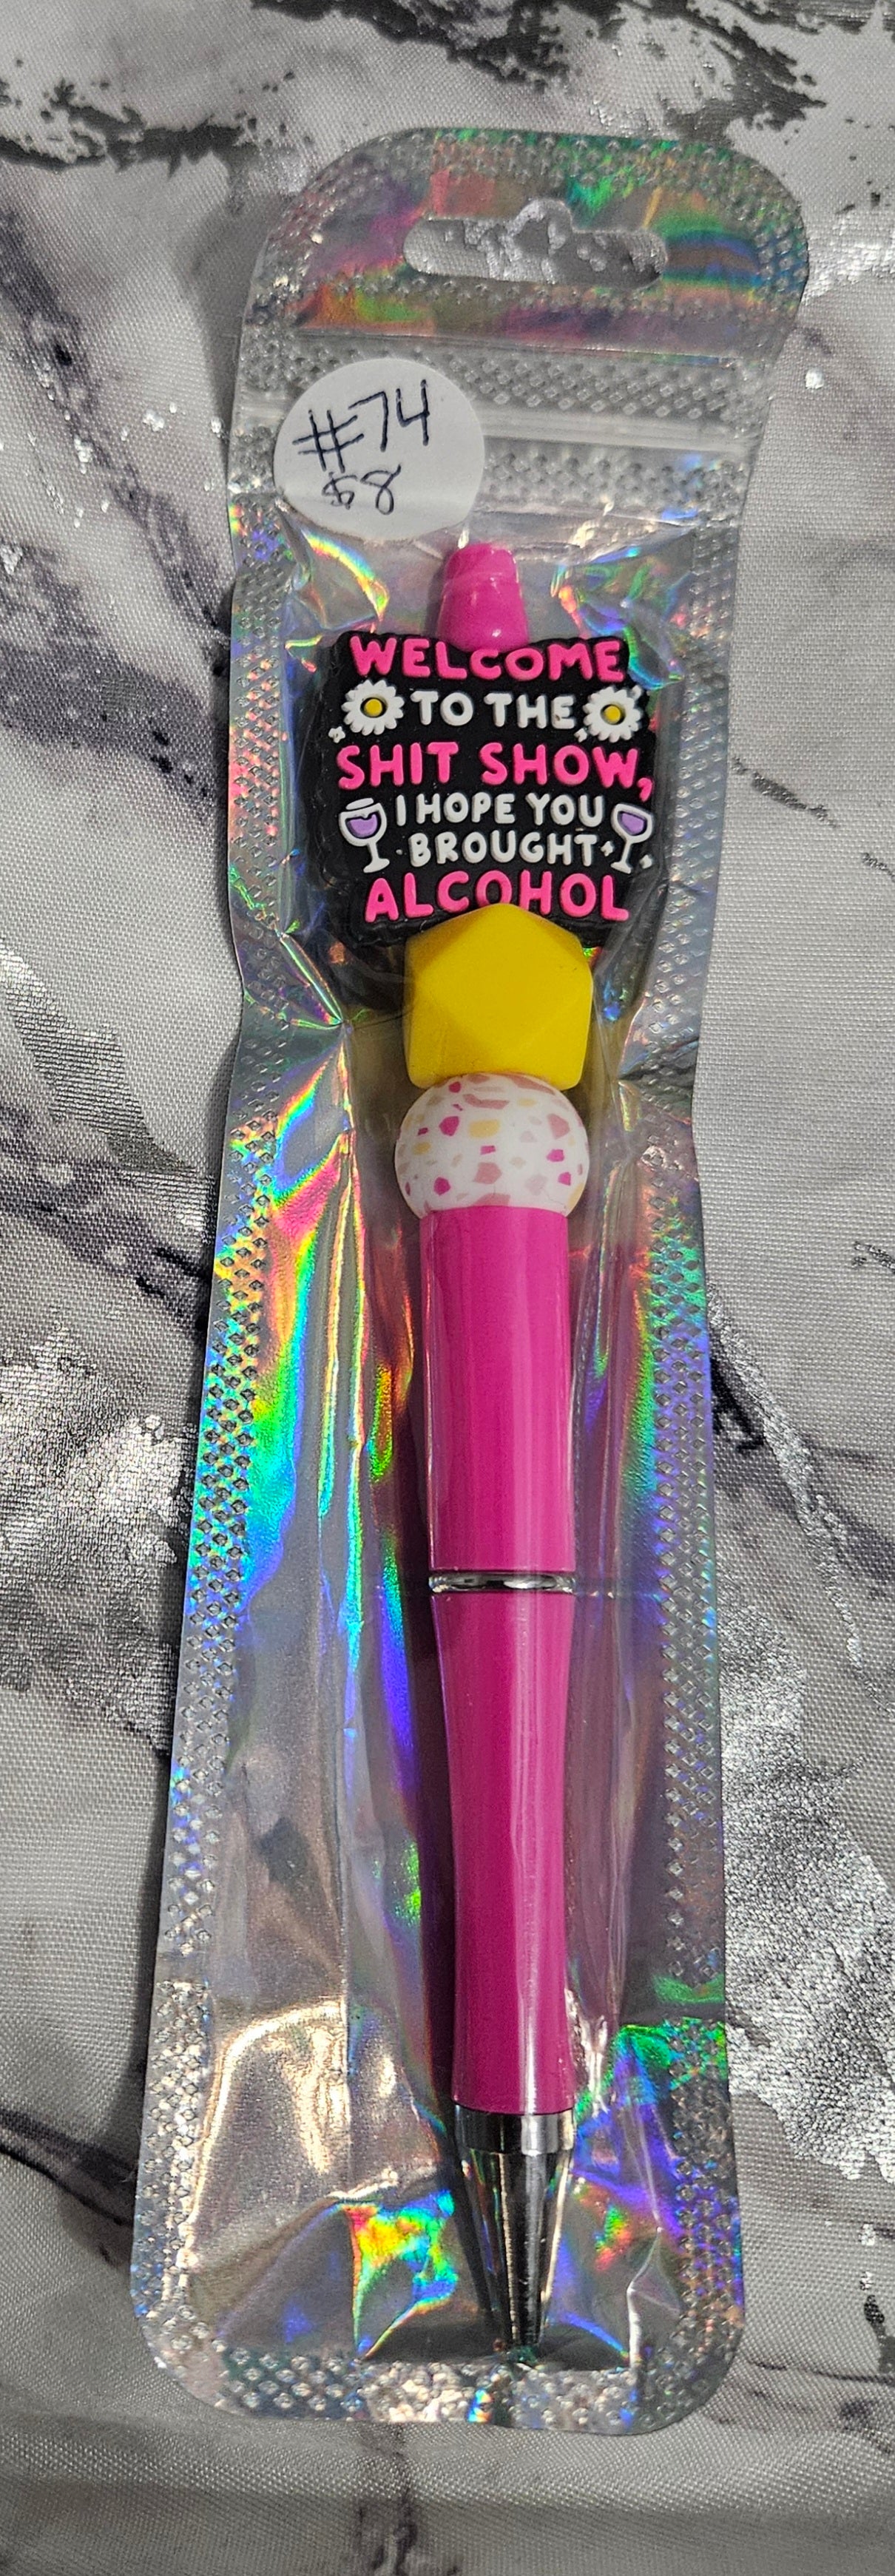 #74
$8
WELCOME
TO THE
SHIT SHOW,
I HOPE YOU
BROUGHT
ALCOHOL